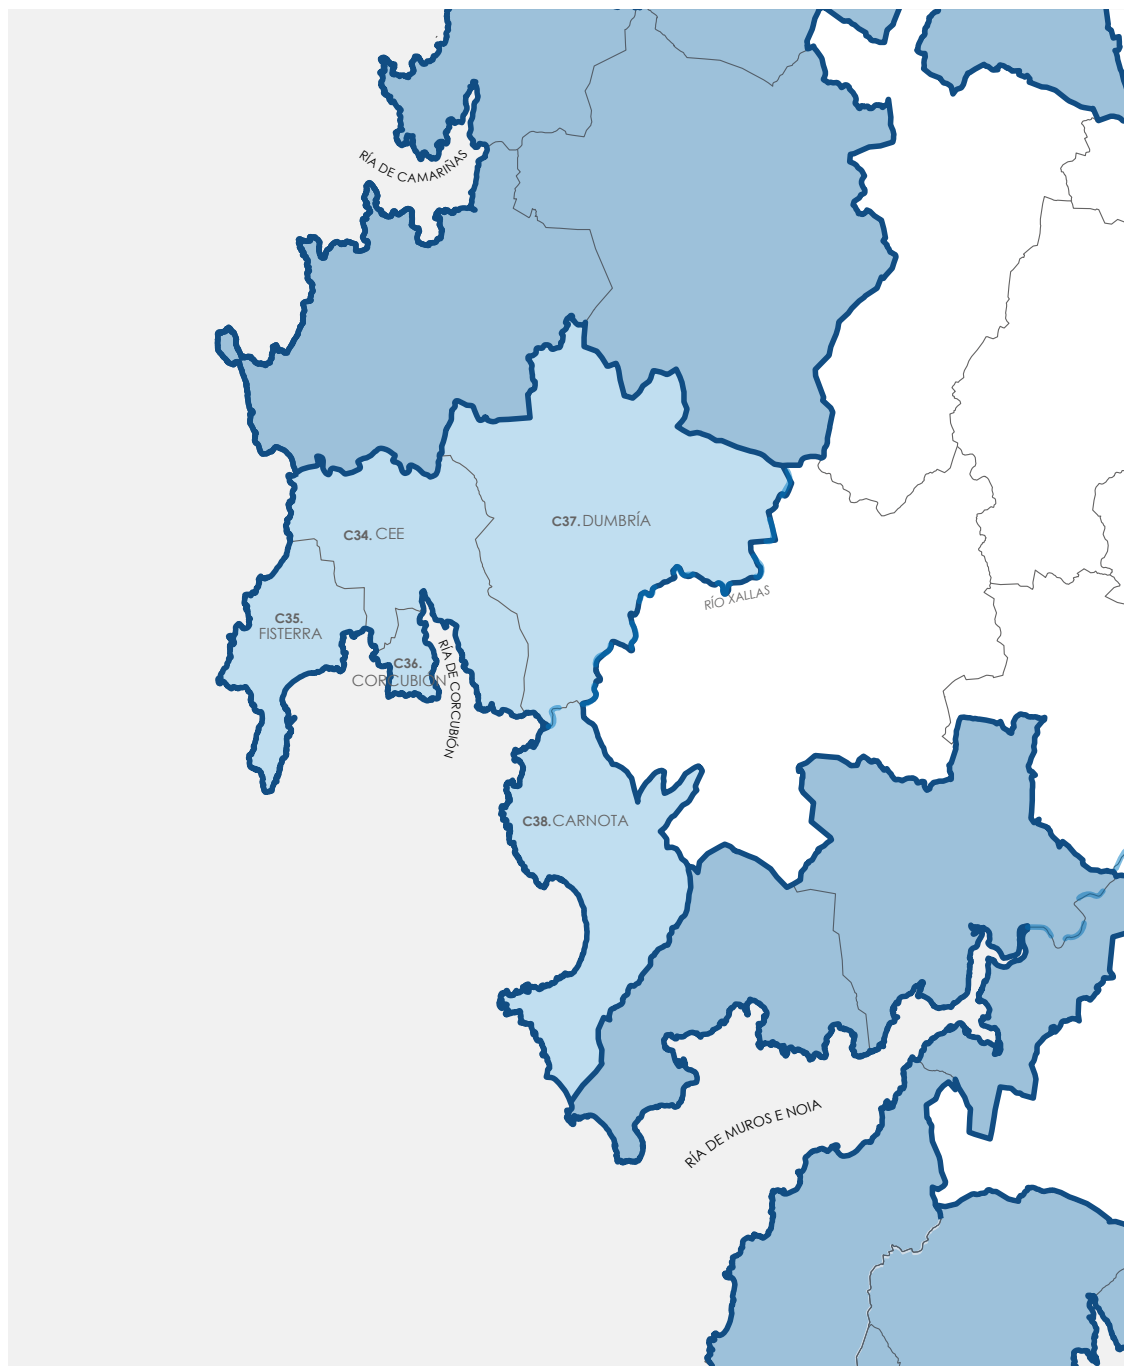 RÍA DE CAMARIÑAS
C37. DUMBRÍA
C34. CEE
RÍO XALLAS
C35.
FISTERRA
C36.
CORCUBIÓN
RÍA DE CORCUBIÓN
C38. CARNOTA
RÍA DE MUROS E NOIA